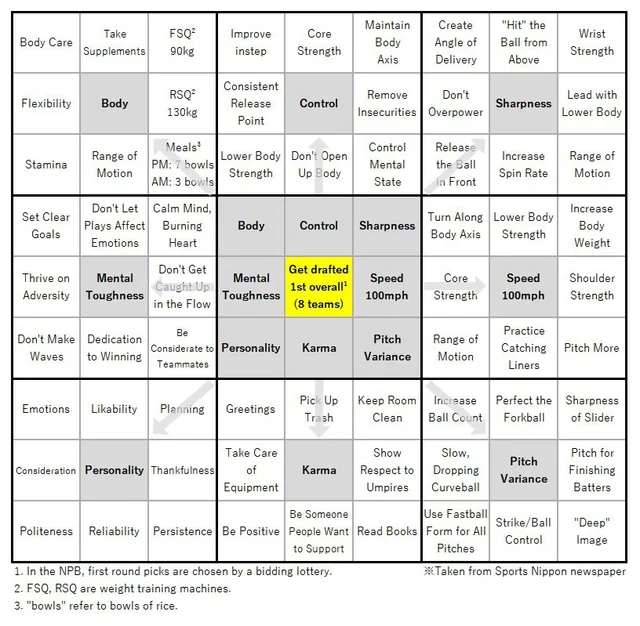 Body Care
Take
Supplements
FSQ²
90kg
Improve
instep
Core
Strength
Maintain
Body
Axis
Create
Angle of
Delivery
"Hit" the
Ball from
Above
Wrist
Strength
Flexibility
Body
RSQ²
130kg
Consistent
Release
Point
Control
Remove
Insecurities
Don't
Overpower
Sharpness
Lead with
Lower Body
Stamina
Range of
Motion
Meals³
PM: 7 bowls
AM: 3 bowls
Lower Body
Strength
Don't Open
Up Body
Control
Mental
State
Release
the Ball
in Front
Increase
Spin Rate
Range of
Motion
Set Clear
Goals
Don't Let
Plays Affect
Emotions
Calm Mind,
Burning
Heart
Body
Control
Sharpness
Turn Along
Body Axis
Lower Body
Strength
Increase
Body
Weight
Thrive on
Adversity
Mental
Toughness
Don't Get
Caught Up
in the Flow
Mental
Toughness
Get drafted
1st overall¹
(8 teams)
Speed
100mph
Core
Strength
Speed
100mph
Shoulder
Strength
Don't Make
Waves
Dedication
to Winning
Be
Considerate to
Teammates
Personality
Karma
Pitch
Variance
Range of
Motion
Practice
Catching
Liners
Pitch More
Emotions
Likability
Planning
Greetings
Pick Up
Trash
Keep Room
Clean
Increase
Ball Count
Perfect the
Forkball
Sharpness
of Slider
Consideration
Personality
Thankfulness
Take Care
of
Equipment
Karma
Show
Respect to
Umpires
Slow,
Dropping
Curveball
Pitch
Variance
Pitch for
Finishing
Batters
Politeness
Reliability
Persistence
Be Positive
Be Someone
People Want
to Support
Read Books
Use Fastball
Form for All
Pitches
Strike/Ball
Control
"Deep"
Image
1. In the NPB, first round picks are chosen by a bidding lottery.
※Taken from Sports Nippon newspaper
2. FSQ, RSQ are weight training machines.
3. "bowls" refer to bowls of rice.